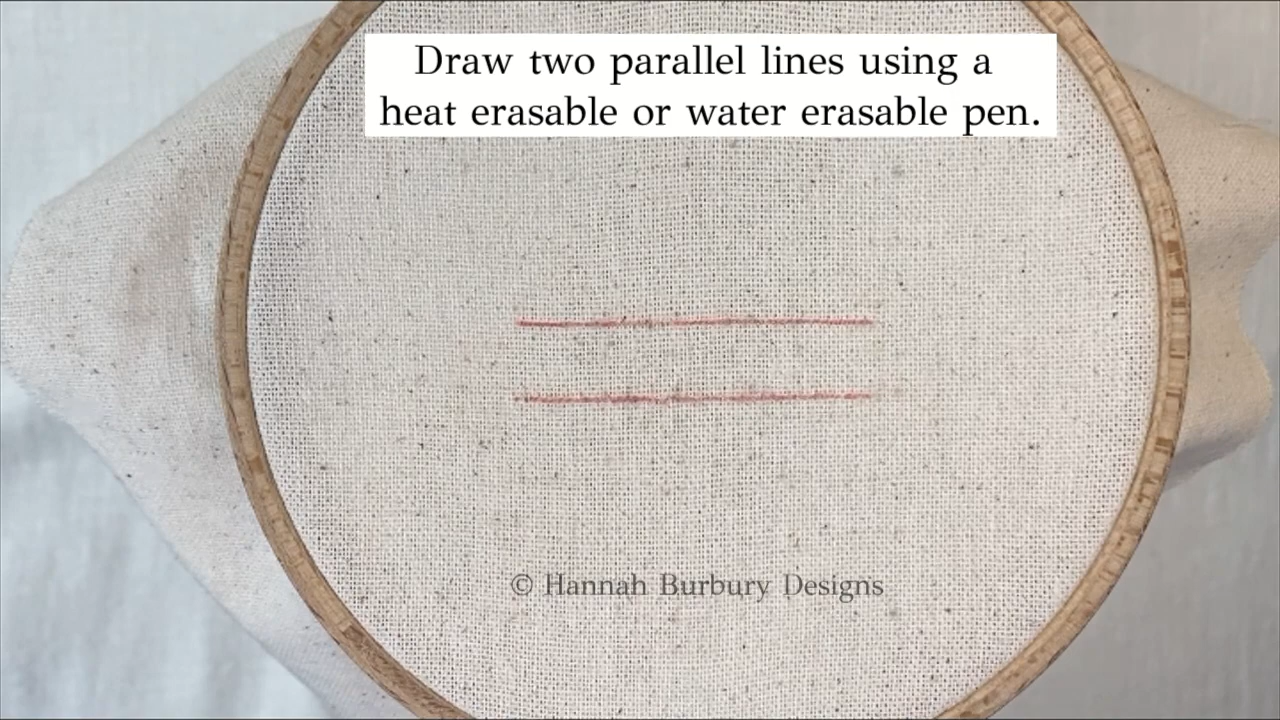 Draw two parallel lines using a
heat erasable or water erasable pen.
© Hannah Burbury Designs